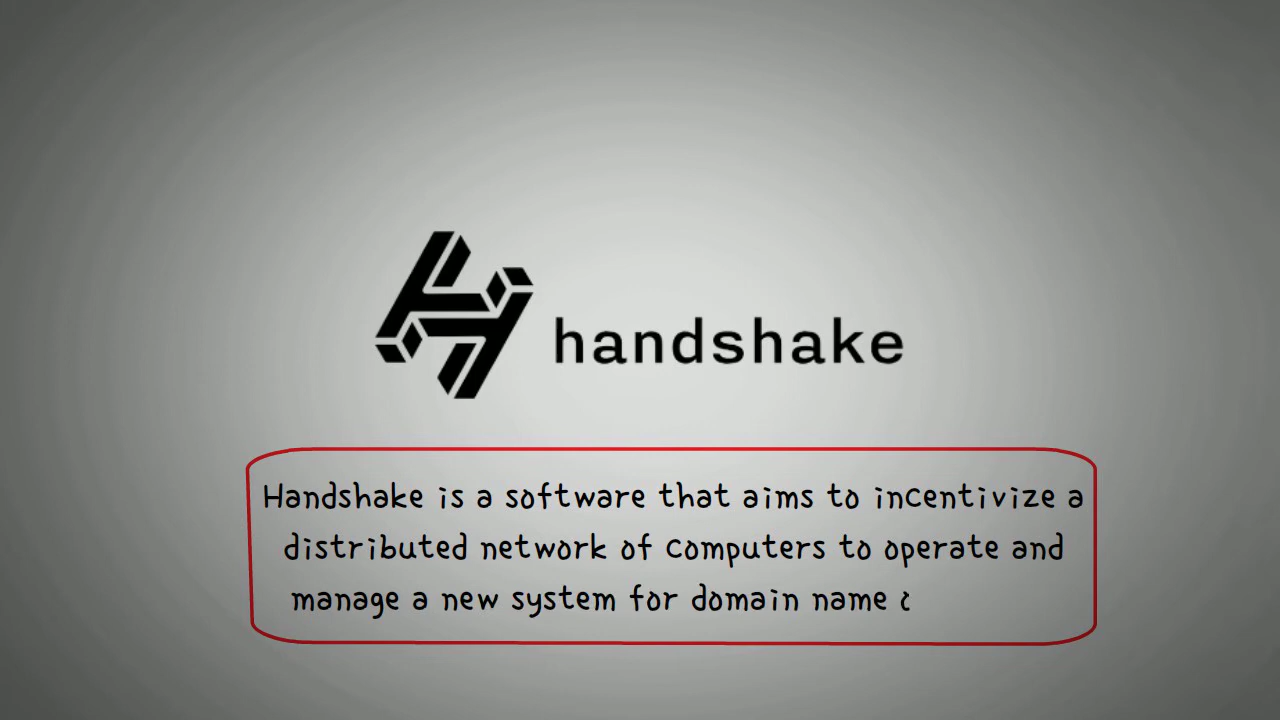 handshake
Handshake is a software that aims to incentivize a
distributed network of computers to operate and
manage a new system for domain name